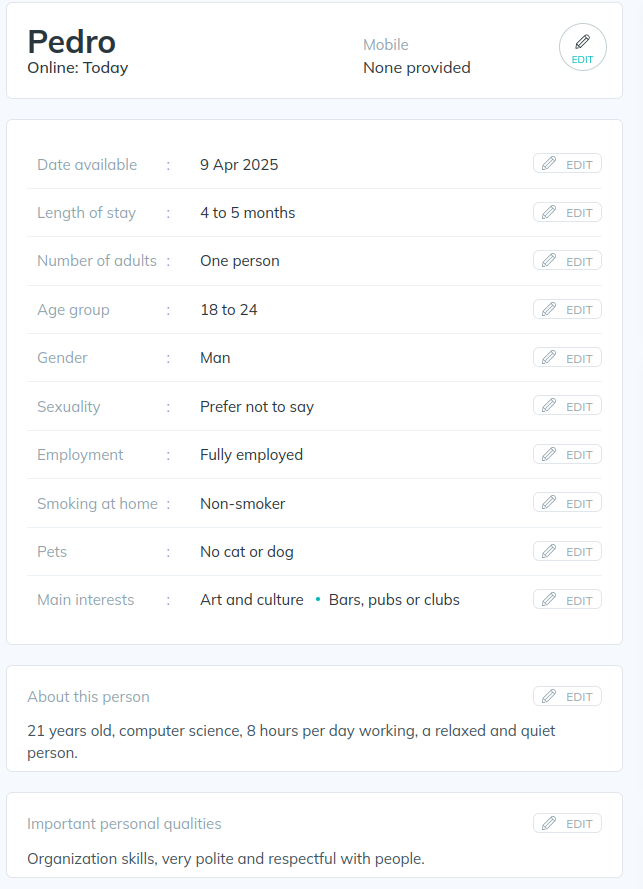 Pedro
Online: Today
Mobile
None provided
EDIT
Date available : 9 Apr 2025 EDIT
Length of stay : 4 to 5 months EDIT
Number of adults : One person EDIT
Age group : 18 to 24 EDIT
Gender : Man EDIT
Sexuality : Prefer not to say EDIT
Employment : Fully employed EDIT
Smoking at home : Non-smoker EDIT
Pets : No cat or dog EDIT
Main interests : Art and culture • Bars, pubs or clubs EDIT
About this person EDIT
21 years old, computer science, 8 hours per day working, a relaxed and quiet
person.
Important personal qualities EDIT
Organization skills, very polite and respectful with people.